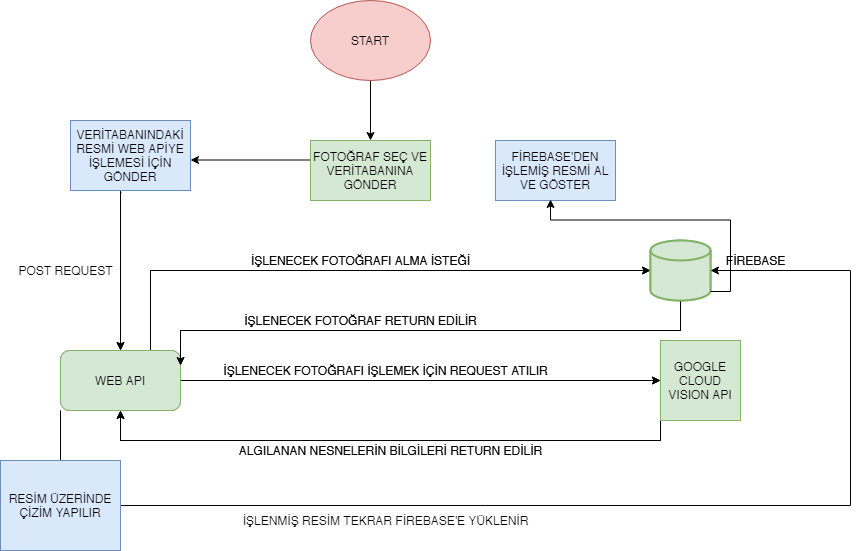 START
VERİTABANINDAKİ
RESMİ WEB APİYE
İŞLEMESİ İÇİN
GÖNDER
FOTOĞRAF SEÇ VE
VERİTABANINA
GÖNDER
FİREBASE'DEN
İŞLEMİŞ RESMİ AL
VE GÖSTER
POST REQUEST
İŞLENECEK FOTOĞRAFI ALMA İSTEĞİ
FİREBASE
İŞLENECEK FOTOĞRAF RETURN EDİLİR
WEB API
İŞLENECEK FOTOĞRAFI İŞLEMEK İÇİN REQUEST ATILIR
GOOGLE
CLOUD
VISION API
ALGILANAN NESNELERİN BİLGİLERİ RETURN EDİLİR
RESİM ÜZERİNDE
ÇİZİM YAPILIR
İŞLENMİŞ RESİM TEKRAR FİREBASE'E YÜKLENİR